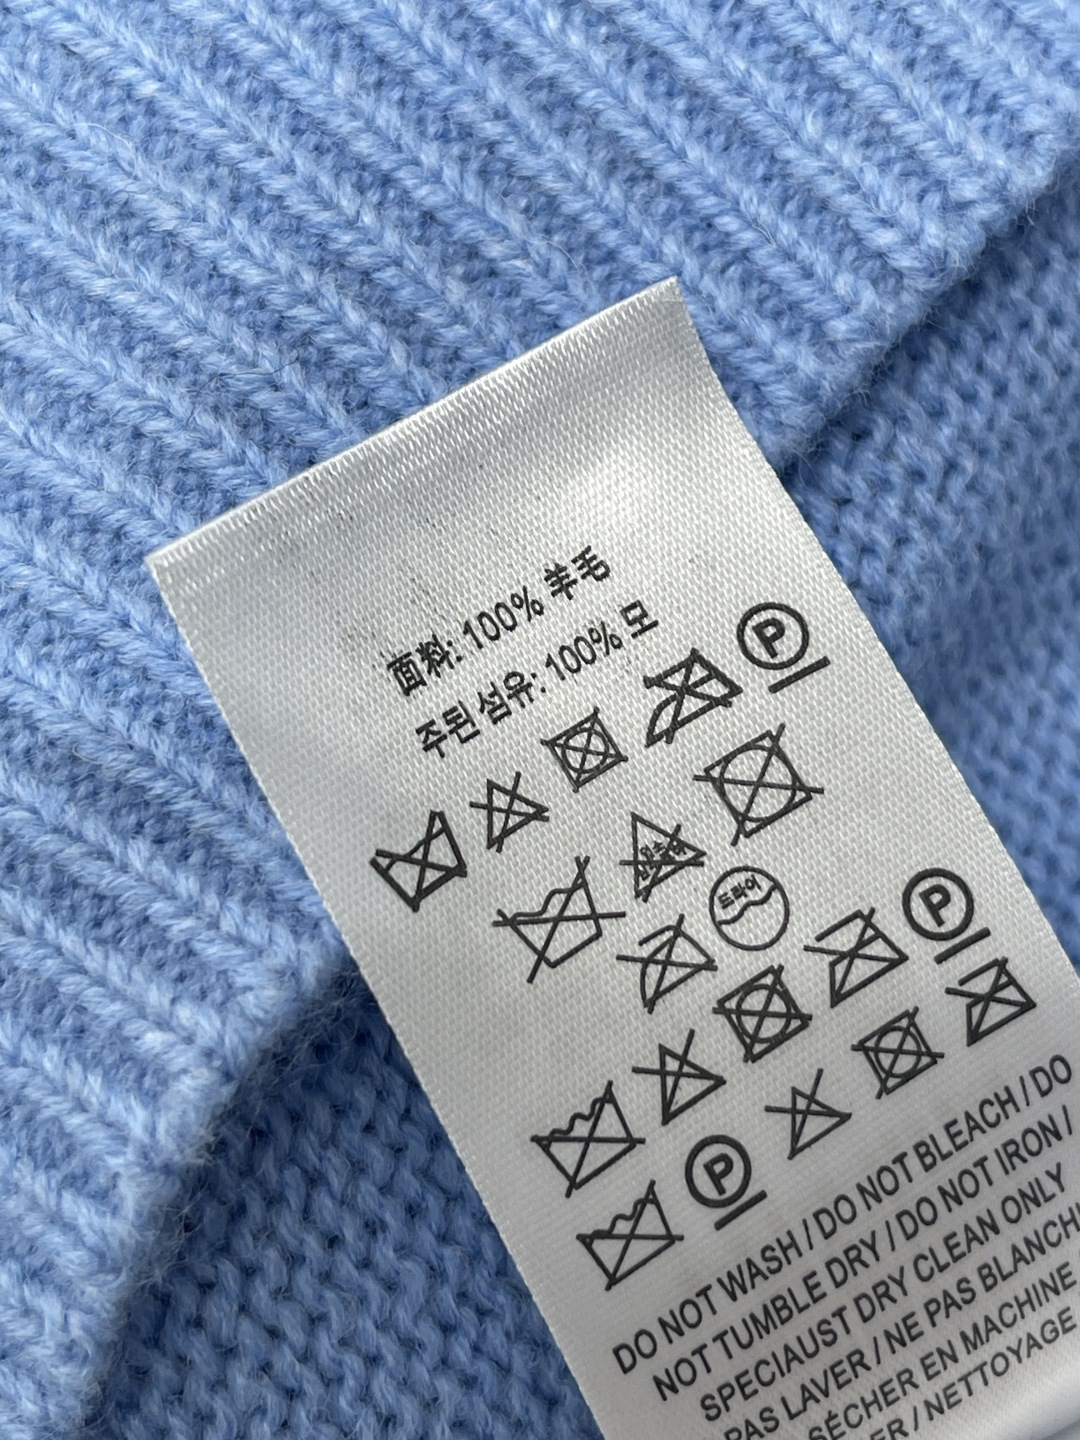 面料: 100% 羊毛
주된 섬유: 100% 모
P
드라이
P
P
DO NOT WASH / DO NOT BLEACH / DO
NOT TUMBLE DRY / DO NOT IRON /
SPECIAUST DRY CLEAN ONLY
PAS LAVER / NE PAS BLANCHI
SÉCHER EN MACHINE
ER / NETTOYAGE